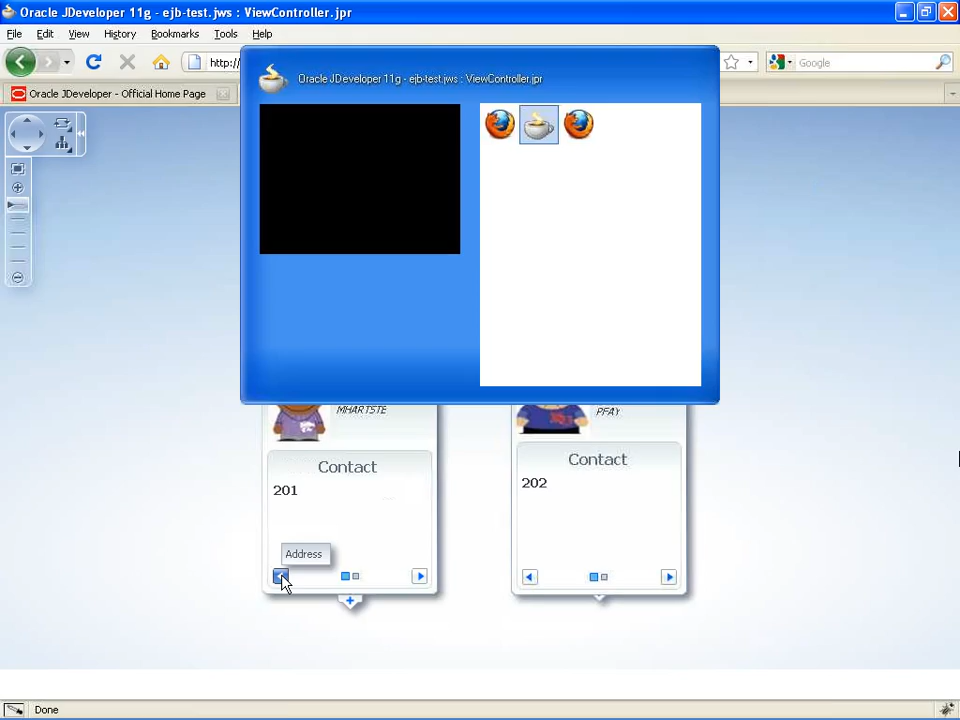 Oracle JDeveloper 11g - ejb-test.jws : ViewController.jpr
File Edit View History Bookmarks Tools Help
http:/
Google
Oracle JDeveloper - Official Home Page
Oracle JDeveloper 11g - ejb-test.jws : ViewController.jpr
MHARTSTE
PFAY
Contact
201
Address
Contact
202
Done